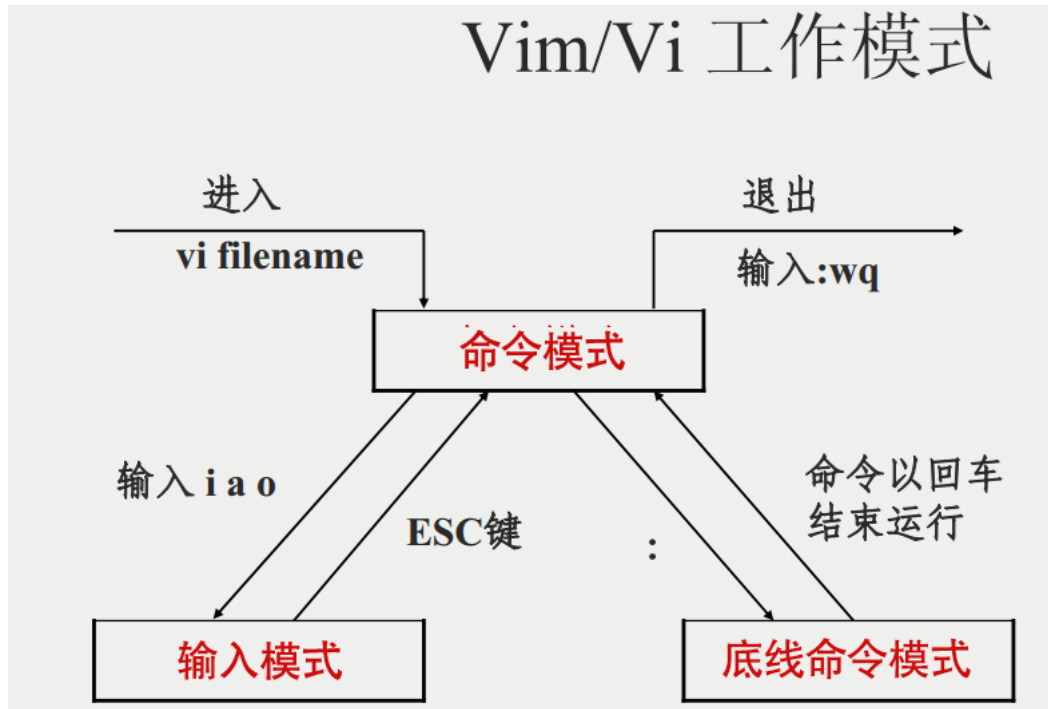 Vim/Vi 工作模式
进入
vi filename
退出
输入:wq
命令模式
输入 i a o
ESC键
:
命令以回车
结束运行
输入模式
底线命令模式